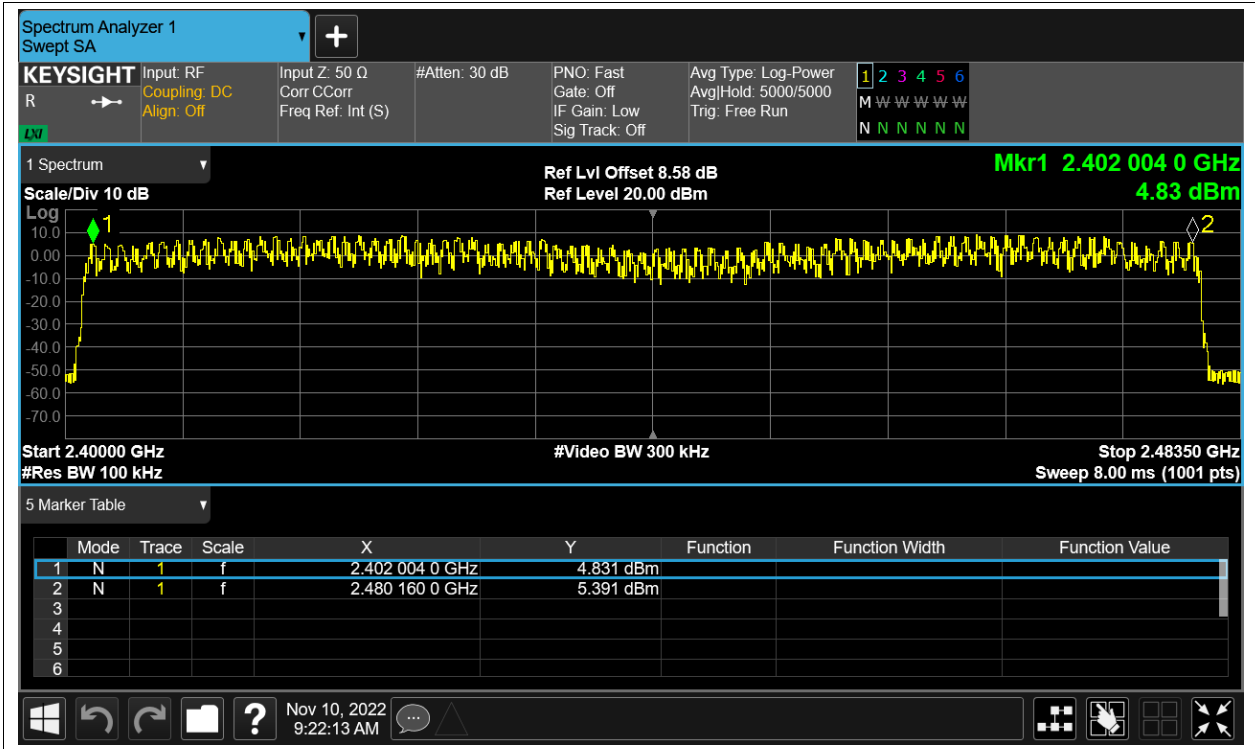 Spectrum Analyzer 1
Swept SA
+
KEYSIGHT Input: RF Input Z: 50 Ω #Atten: 30 dB PNO: Fast Avg Type: Log-Power 1 2 3 4 5 6
R Coupling: DC Corr CCorr Gate: Off Avg|Hold: 5000/5000 M W W W W W
Align: Off Freq Ref: Int (S) IF Gain: Low Trig: Free Run
LXI Sig Track: Off N N N N N N
1 Spectrum Ref Lvl Offset 8.58 dB Mkr1 2.402 004 0 GHz
Scale/Div 10 dB Ref Level 20.00 dBm 4.83 dBm
Log
1 2
10.0
0.00
-10.0
-20.0
-30.0
-40.0
-50.0
-60.0
-70.0
Start 2.40000 GHz #Video BW 300 kHz Stop 2.48350 GHz
#Res BW 100 kHz Sweep 8.00 ms (1001 pts)
5 Marker Table
Mode Trace Scale X Y Function Function Width Function Value
1 N 1 f 2.402 004 0 GHz 4.831 dBm
2 N 1 f 2.480 160 0 GHz 5.391 dBm
3
4
5
6
? Nov 10, 2022
9:22:13 AM